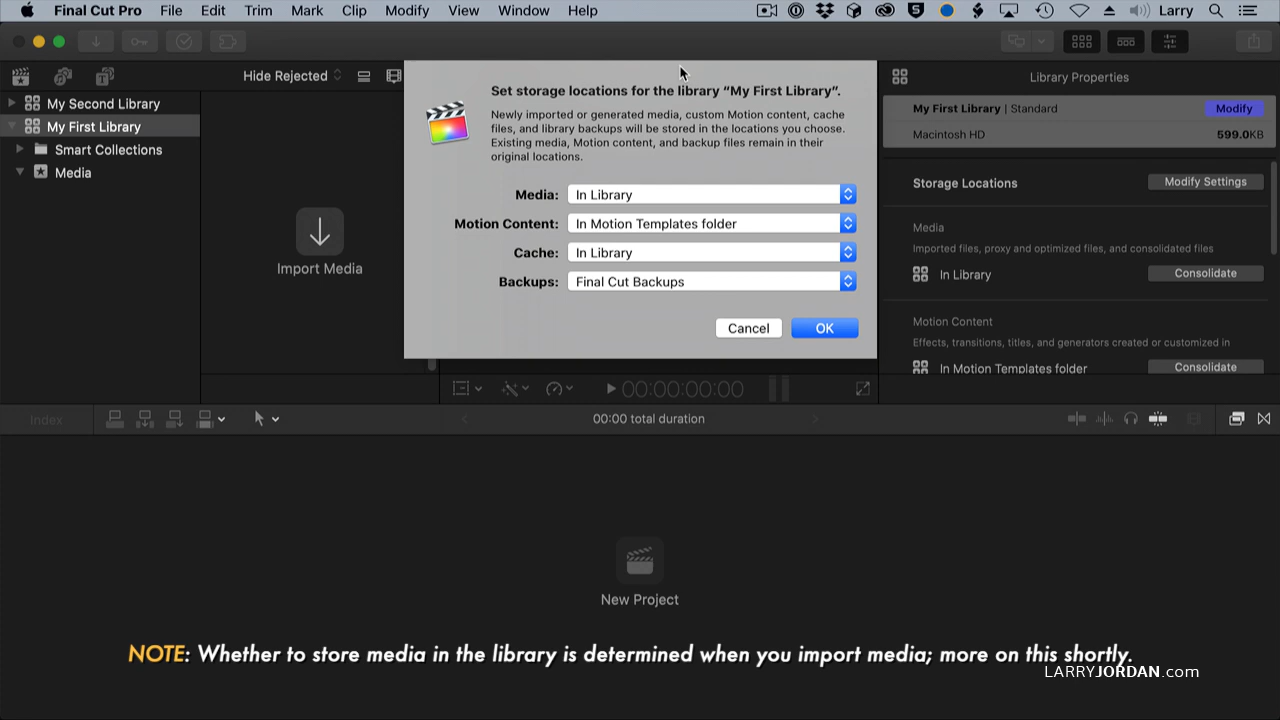 Final Cut Pro File Edit Trim Mark Clip Modify View Window Help Larry
Hide Rejected
Library Properties
My Second Library
My First Library
Smart Collections
Media
Import Media
Set storage locations for the library “My First Library”.
Newly imported or generated media, custom Motion content, cache
files, and library backups will be stored in the locations you choose.
Existing media, Motion content, and backup files remain in their
original locations.
Media: In Library
Motion Content: In Motion Templates folder
Cache: In Library
Backups: Final Cut Backups
Cancel OK
My First Library | Standard Modify
Macintosh HD 599.0KB
Storage Locations Modify Settings
Media
Imported files, proxy and optimized files, and consolidated files
In Library Consolidate
Motion Content
Effects, transitions, titles, and generators created or customized in
In Motion Templates folder Consolidate
00:00:00:00
Index 00:00 total duration
New Project
NOTE: Whether to store media in the library is determined when you import media; more on this shortly.
LARRYJORDAN.com